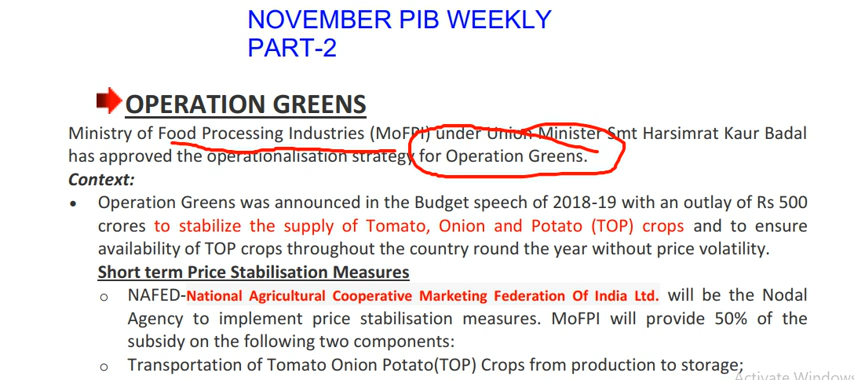 NOVEMBER PIB WEEKLY
PART-2
OPERATION GREENS
Ministry of Food Processing Industries (MoFPI) under Union Minister Smt Harsimrat Kaur Badal
has approved the operationalisation strategy for Operation Greens.
Context:
• Operation Greens was announced in the Budget speech of 2018-19 with an outlay of Rs 500
crores to stabilize the supply of Tomato, Onion and Potato (TOP) crops and to ensure
availability of TOP crops throughout the country round the year without price volatility.
Short term Price Stabilisation Measures
o NAFED-National Agricultural Cooperative Marketing Federation Of India Ltd. will be the Nodal
Agency to implement price stabilisation measures. MoFPI will provide 50% of the
subsidy on the following two components:
o Transportation of Tomato Onion Potato(TOP) Crops from production to storage;
Activate Windows